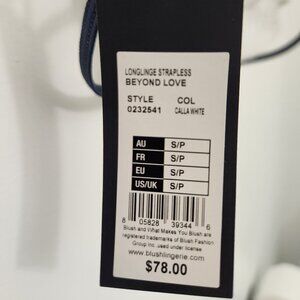 LONGLINGE STRAPLESS
BEYOND LOVE
STYLE COL
0232541 CALLA WHITE
AU S/P
FR S/P
EU S/P
US/UK S/P
8 05828 39344 6
Blush and What Makes You Blush are
registered trademarks of Blush Fashion
Group Inc. used under license
www.blushlingerie.com
$78.00